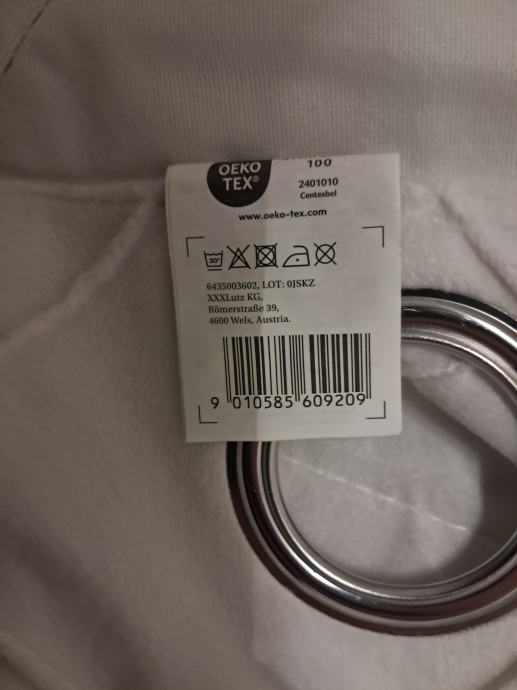 OEKO
TEX®
100
2401010
Centexbel
www.oeko-tex.com
30°
6435003602, LOT: 0JSKZ
XXXLutz KG,
Römerstraße 39,
4600 Wels, Austria.
9 010585 609209